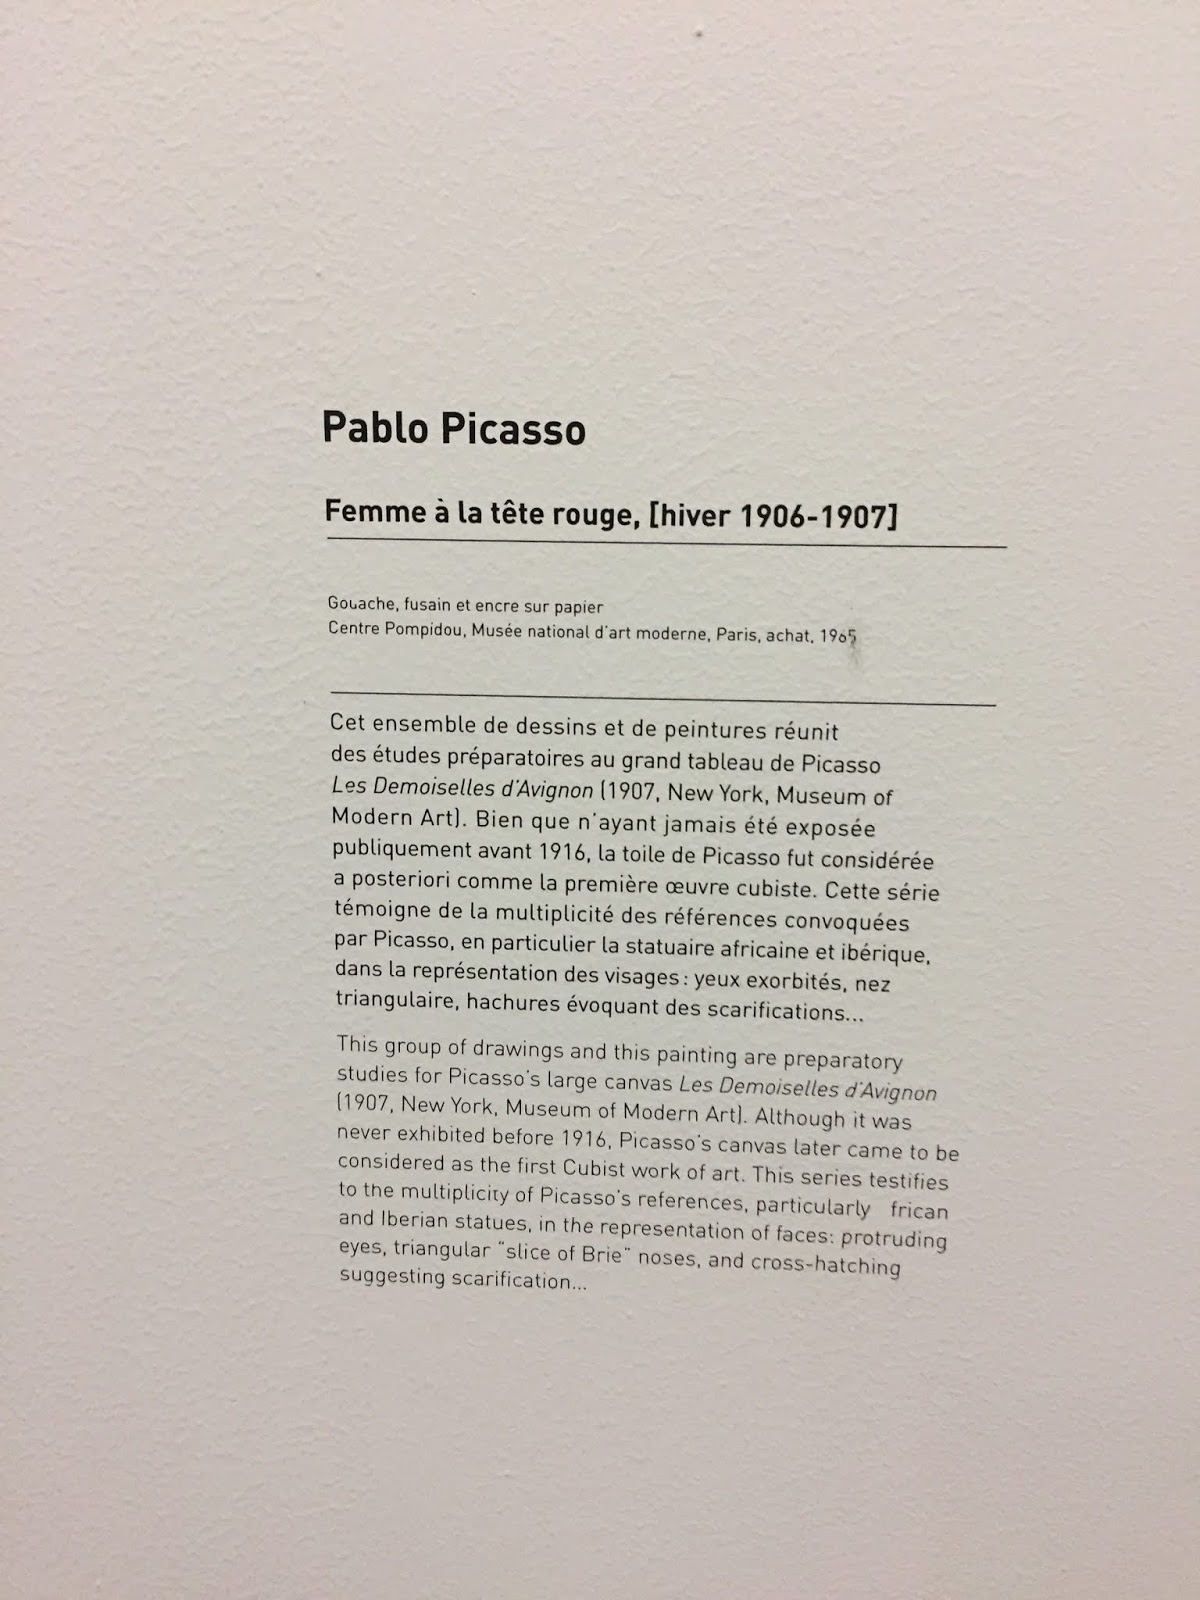 Pablo Picasso
Femme à la tête rouge, [hiver 1906-1907]
Gouache, fusain et encre sur papier
Centre Pompidou, Musée national d'art moderne, Paris, achat, 1965
Cet ensemble de dessins et de peintures réunit
des études préparatoires au grand tableau de Picasso
Les Demoiselles d'Avignon (1907, New York, Museum of
Modern Art). Bien que n'ayant jamais été exposée
publiquement avant 1916, la toile de Picasso fut considérée
a posteriori comme la première œuvre cubiste. Cette série
témoigne de la multiplicité des références convoquées
par Picasso, en particulier la statuaire africaine et ibérique,
dans la représentation des visages : yeux exorbités, nez
triangulaire, hachures évoquant des scarifications...
This group of drawings and this painting are preparatory
studies for Picasso's large canvas Les Demoiselles d'Avignon
(1907, New York, Museum of Modern Art). Although it was
never exhibited before 1916, Picasso's canvas later came to be
considered as the first Cubist work of art. This series testifies
to the multiplicity of Picasso's references, particularly frican
and Iberian statues, in the representation of faces: protruding
eyes, triangular "slice of Brie" noses, and cross-hatching
suggesting scarification...